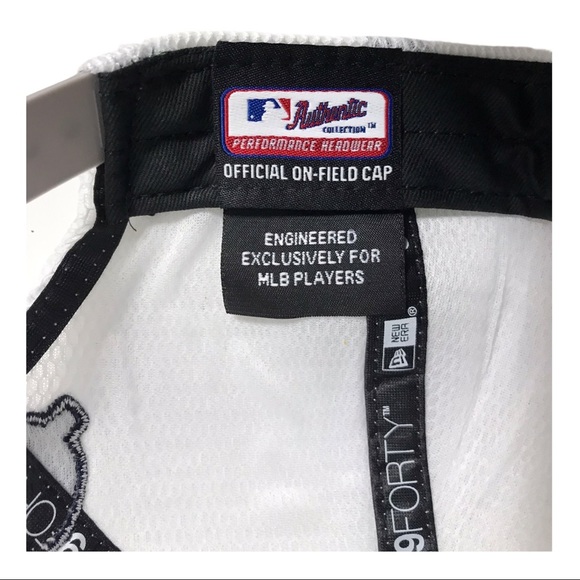 Authentic
COLLECTION™
PERFORMANCE HEADWEAR
OFFICIAL ON-FIELD CAP
ENGINEERED
EXCLUSIVELY FOR
MLB PLAYERS
NEW ERA®
9FORTY™